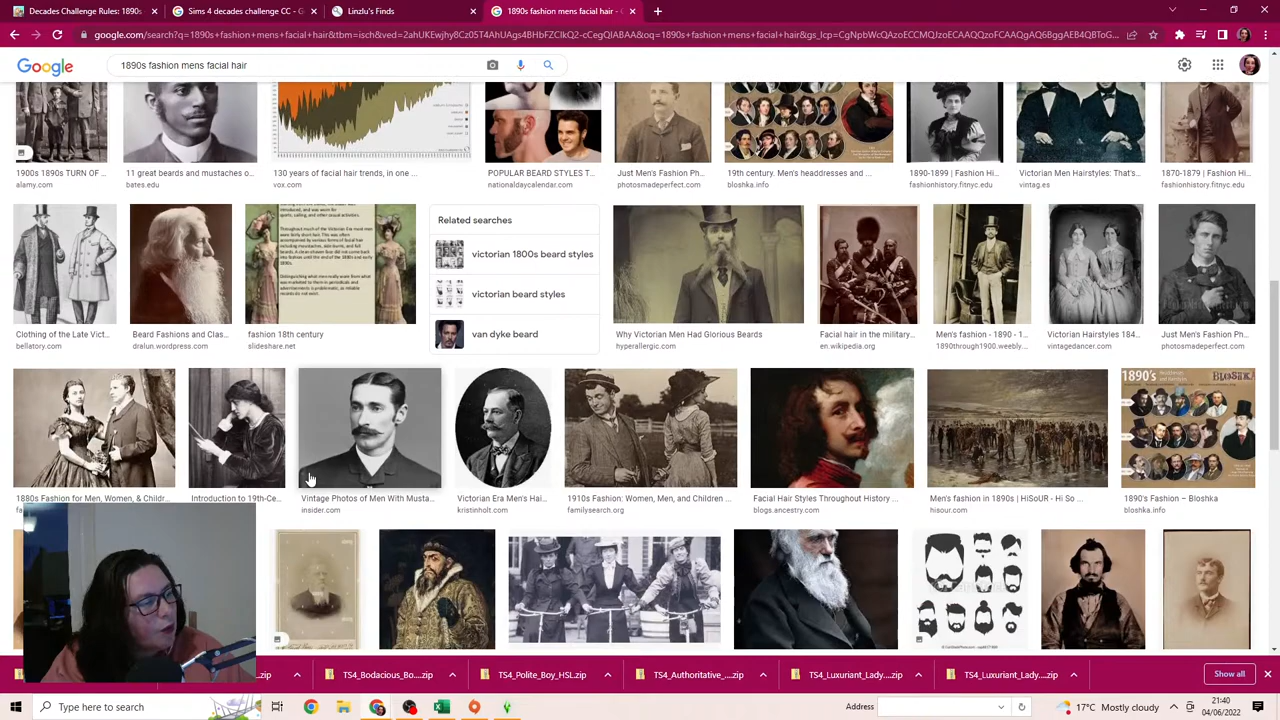 Decades Challenge Rules: 1890s
Sims 4 decades challenge CC - G
Linzlu's Finds
1890s fashion mens facial hair -
google.com/search?q=1890s+fashion+mens+facial+hair&tbm=isch&ved=2ahUKEwjhy8Cz05T4AhUAgs4BHbFZClkQ2-cCegQIABAA&oq=1890s+fashion+mens+facial+hair&gs_lcp=CgNpbWcQAzoECCMQJzoECAAQQzoFCAAQgAQ6BggAEB4QB1DoG...
Google
1890s fashion mens facial hair
1900s 1890s TURN OF ...
alamy.com
11 great beards and mustaches o...
bates.edu
130 years of facial hair trends, in one ...
vox.com
POPULAR BEARD STYLES T...
nationaldaycalendar.com
Just Men's Fashion Ph...
photosmadeperfect.com
19th century. Men's headdresses and ...
bloshka.info
1890-1899 | Fashion Hi...
fashionhistory.fitnyc.edu
Victorian Men Hairstyles: That's...
vintag.es
1870-1879 | Fashion Hi...
fashionhistory.fitnyc.edu
Related searches
victorian 1800s beard styles
victorian beard styles
van dyke beard
Clothing of the Late Vict...
bellatory.com
Beard Fashions and Clas...
dralun.wordpress.com
fashion 18th century
slideshare.net
Why Victorian Men Had Glorious Beards
hyperallergic.com
Facial hair in the military...
en.wikipedia.org
Men's fashion - 1890 - 1...
1890through1900.weebly...
Victorian Hairstyles 184...
vintagedancer.com
Just Men's Fashion Ph...
photosmadeperfect.com
1890's
BLOSHKA
1880s Fashion for Men, Women, & Childr...
Introduction to 19th-Ce...
Vintage Photos of Men With Musta...
insider.com
Victorian Era Men's Hai...
kristinholt.com
1910s Fashion: Women, Men, and Children ...
familysearch.org
Facial Hair Styles Throughout History ...
blogs.ancestry.com
Men's fashion in 1890s | HiSoUR - Hi So ...
hisour.com
1890's Fashion – Bloshka
bloshka.info
.zip
TS4_Bodacious_Bo....zip
TS4_Polite_Boy_HSL.zip
TS4_Authoritative_....zip
TS4_Luxuriant_Lady....zip
TS4_Luxuriant_Lady....zip
Show all
Type here to search
Address
17°C Mostly cloudy
21:40
04/06/2022